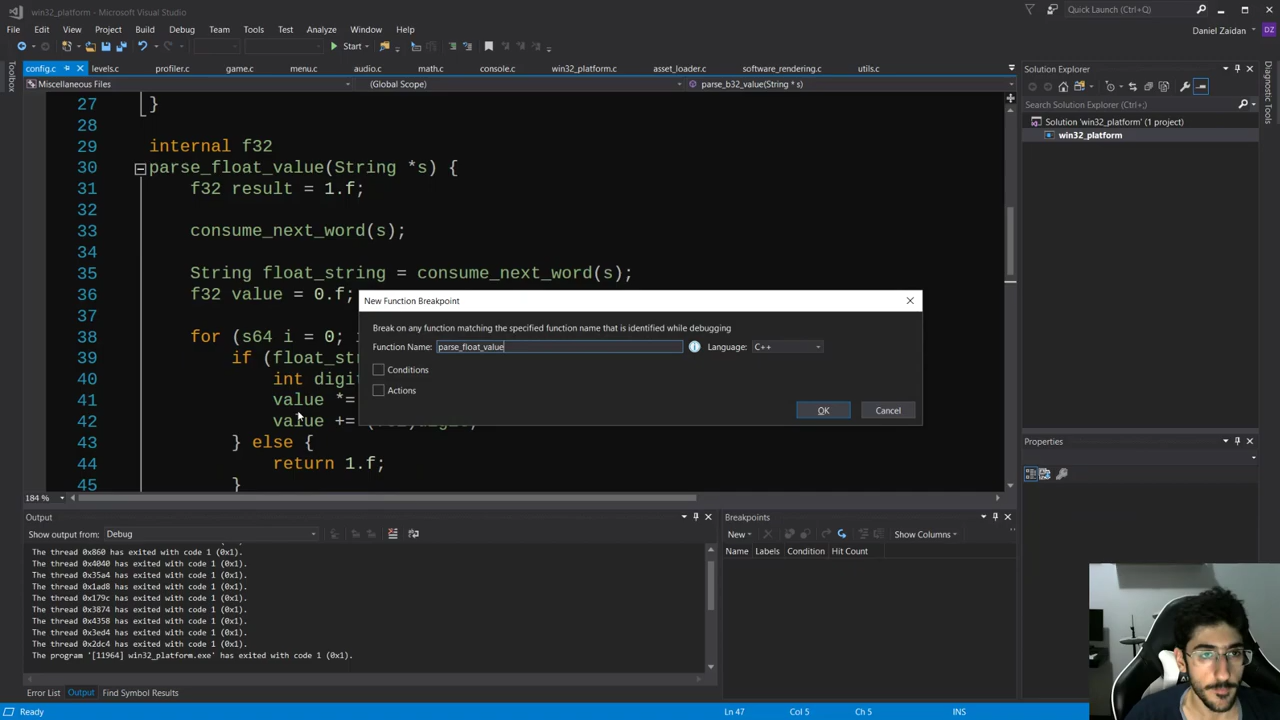 win32_platform - Microsoft Visual Studio
Quick Launch (Ctrl+Q)
File Edit View Project Build Debug Team Tools Test Analyze Window Help
Daniel Zaidan DZ
Start
Toolbox
config.c levels.c profiler.c game.c menu.c audio.c math.c console.c win32_platform.c asset_loader.c software_rendering.c utils.c
Miscellaneous Files (Global Scope) parse_b32_value(String * s)
27 }
28
29 internal f32
30 parse_float_value(String *s) {
31 f32 result = 1.f;
32
33 consume_next_word(s);
34
35 String float_string = consume_next_word(s);
36 f32 value = 0.f;
37
38 for (s64 i = 0;
39 if (float_st
40 int digi
41 value *=
42 value +=
43 } else {
44 return 1.f;
45 }
184 %
New Function Breakpoint
Break on any function matching the specified function name that is identified while debugging
Function Name: parse_float_value Language: C++
Conditions
Actions
OK Cancel
Solution Explorer
Search Solution Explorer (Ctrl+;)
Solution 'win32_platform' (1 project)
win32_platform
Diagnostic Tools
Properties
Output
Show output from: Debug
The thread 0x860 has exited with code 1 (0x1).
The thread 0x4040 has exited with code 1 (0x1).
The thread 0x35a4 has exited with code 1 (0x1).
The thread 0x1ad8 has exited with code 1 (0x1).
The thread 0x179c has exited with code 1 (0x1).
The thread 0x3874 has exited with code 1 (0x1).
The thread 0x4358 has exited with code 1 (0x1).
The thread 0x3ed4 has exited with code 1 (0x1).
The thread 0x2dc4 has exited with code 1 (0x1).
The program '[11964] win32_platform.exe' has exited with code 1 (0x1).
Breakpoints
New Show Columns
Name Labels Condition Hit Count
Error List Output Find Symbol Results
Ready Ln 47 Col 5 Ch 5 INS